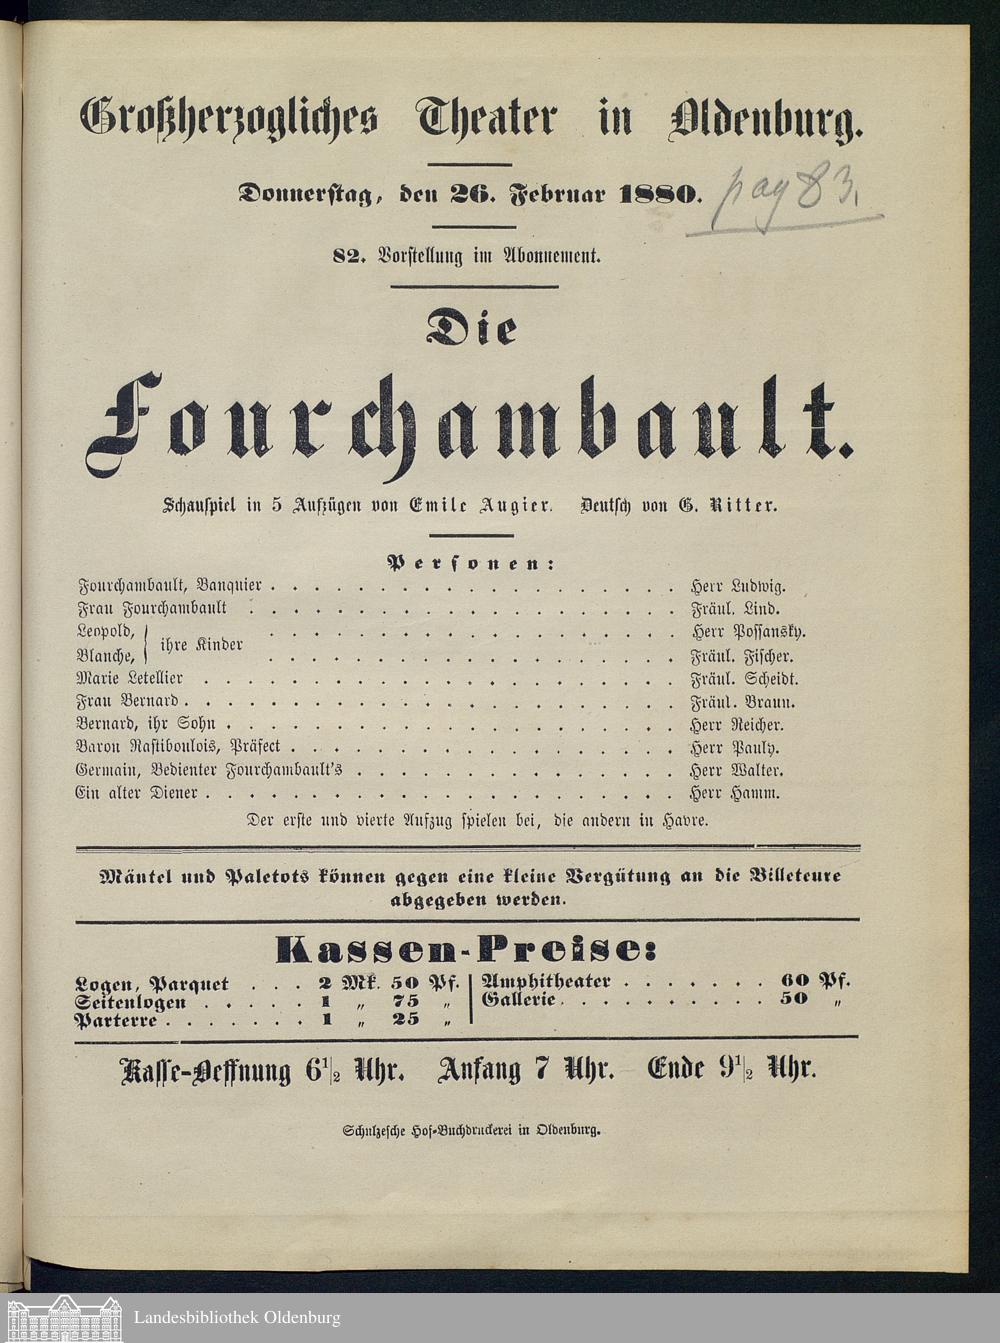 Großherzogliches Theater in Oldenburg.
Donnerstag, den 26. Februar 1880.
pag 83.
82. Vorstellung im Abonnement.
Die
Fourchambault.
Schauspiel in 5 Aufzügen von Emile Augier. Deutsch von G. Ritter.
Personen:
Fourchambault, Banquier . . . . . . . . . . . . . . . . . . Herr Ludwig.
Frau Fourchambault . . . . . . . . . . . . . . . . . . . Fräul. Lind.
Leopold, } ihre Kinder . . . . . . . . . . . . . . . . . . Herr Possansky.
Blanche, } . . . . . . . . . . . . . . . . . . Fräul. Fischer.
Marie Letellier . . . . . . . . . . . . . . . . . . . . . Fräul. Scheidt.
Frau Bernard . . . . . . . . . . . . . . . . . . . . . . Fräul. Braun.
Bernard, ihr Sohn . . . . . . . . . . . . . . . . . . . . Herr Reicher.
Baron Rastiboulois, Präfect . . . . . . . . . . . . . . . . . Herr Pauly.
Germain, Bedienter Fourchambault's . . . . . . . . . . . . . . Herr Walter.
Ein alter Diener . . . . . . . . . . . . . . . . . . . . . Herr Hamm.
Der erste und vierte Aufzug spielen bei, die andern in Havre.
Mäntel und Paletots können gegen eine kleine Vergütung an die Billeteure
abgegeben werden.
Kassen-Preise:
Logen, Parquet . . . 2 Mk. 50 Pf.
Seitenlogen . . . . . 1 „ 75 „
Parterre . . . . . . . 1 „ 25 „
Amphitheater . . . . . . . 60 Pf.
Gallerie . . . . . . . . . 50 „
Kasse-Oeffnung 6 1/2 Uhr. Anfang 7 Uhr. Ende 9 1/2 Uhr.
Schulzesche Hof-Buchdruckerei in Oldenburg.
Landesbibliothek Oldenburg